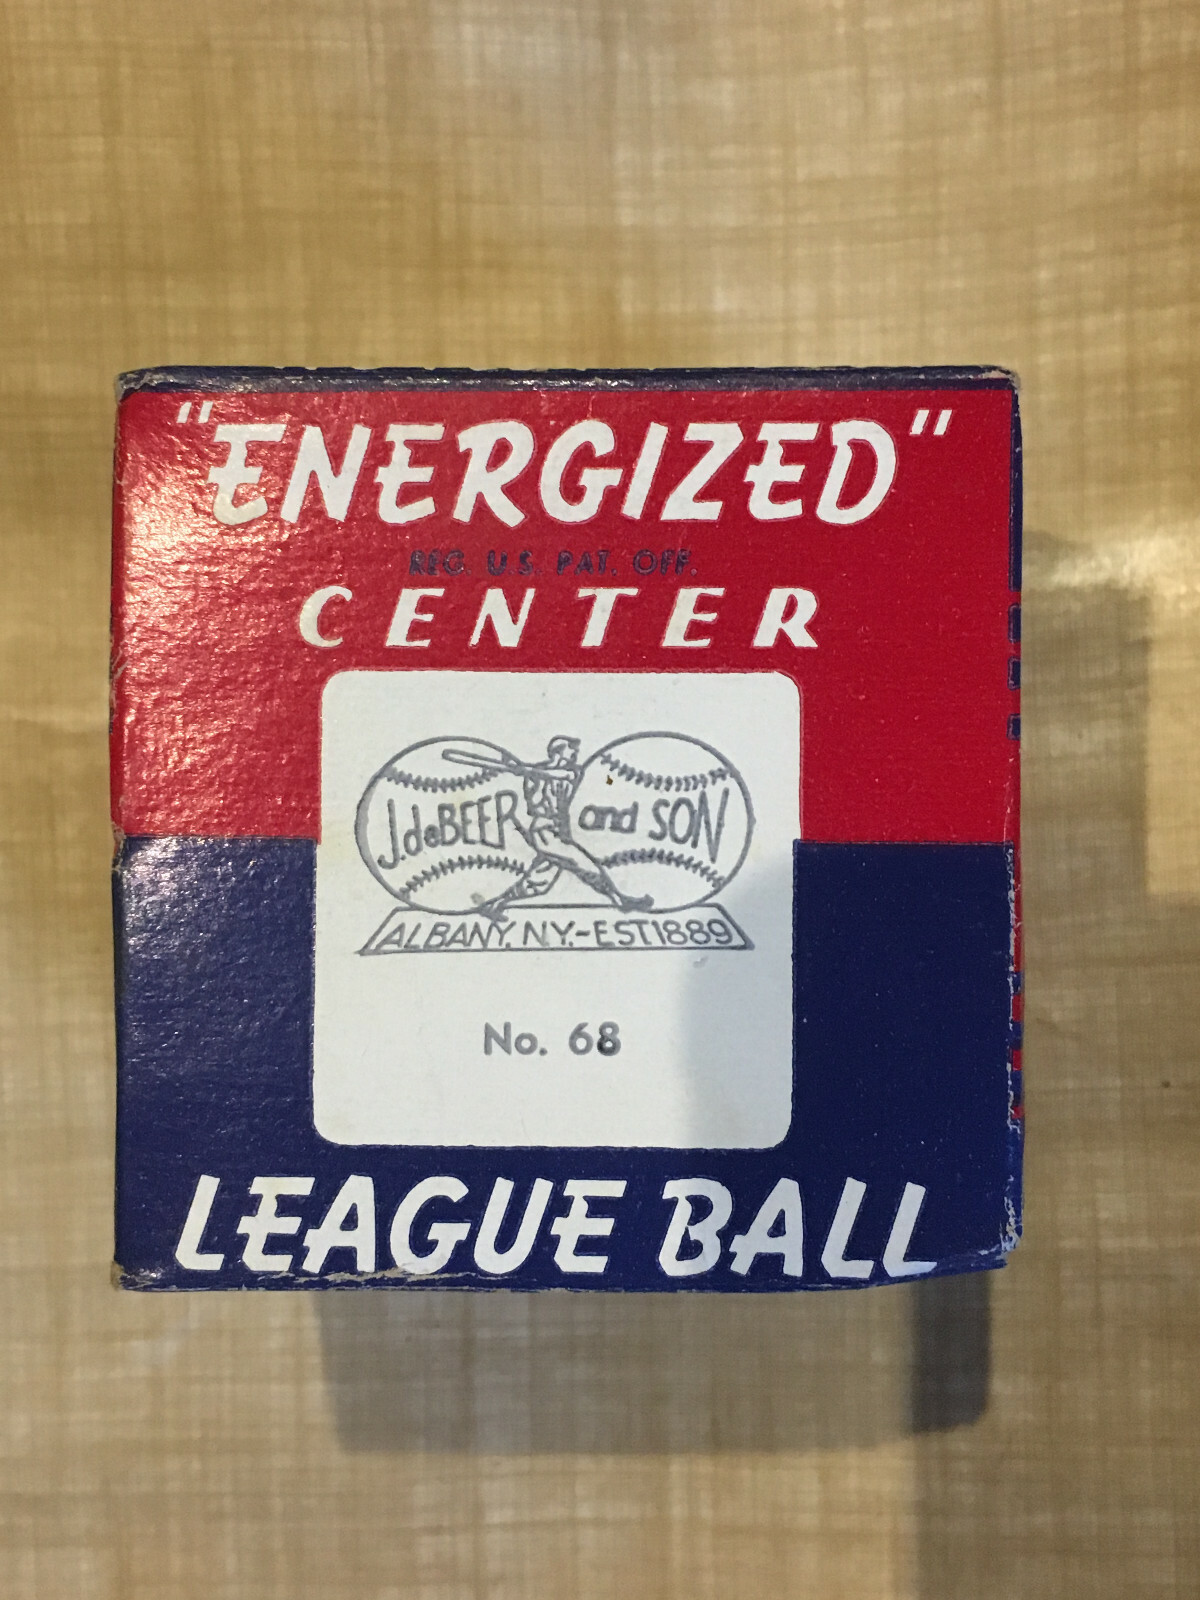 "ENERGIZED"
REG. U.S. PAT. OFF.
CENTER
J. deBEER and SON
ALBANY, N.Y.-EST 1889
No. 68
LEAGUE BALL